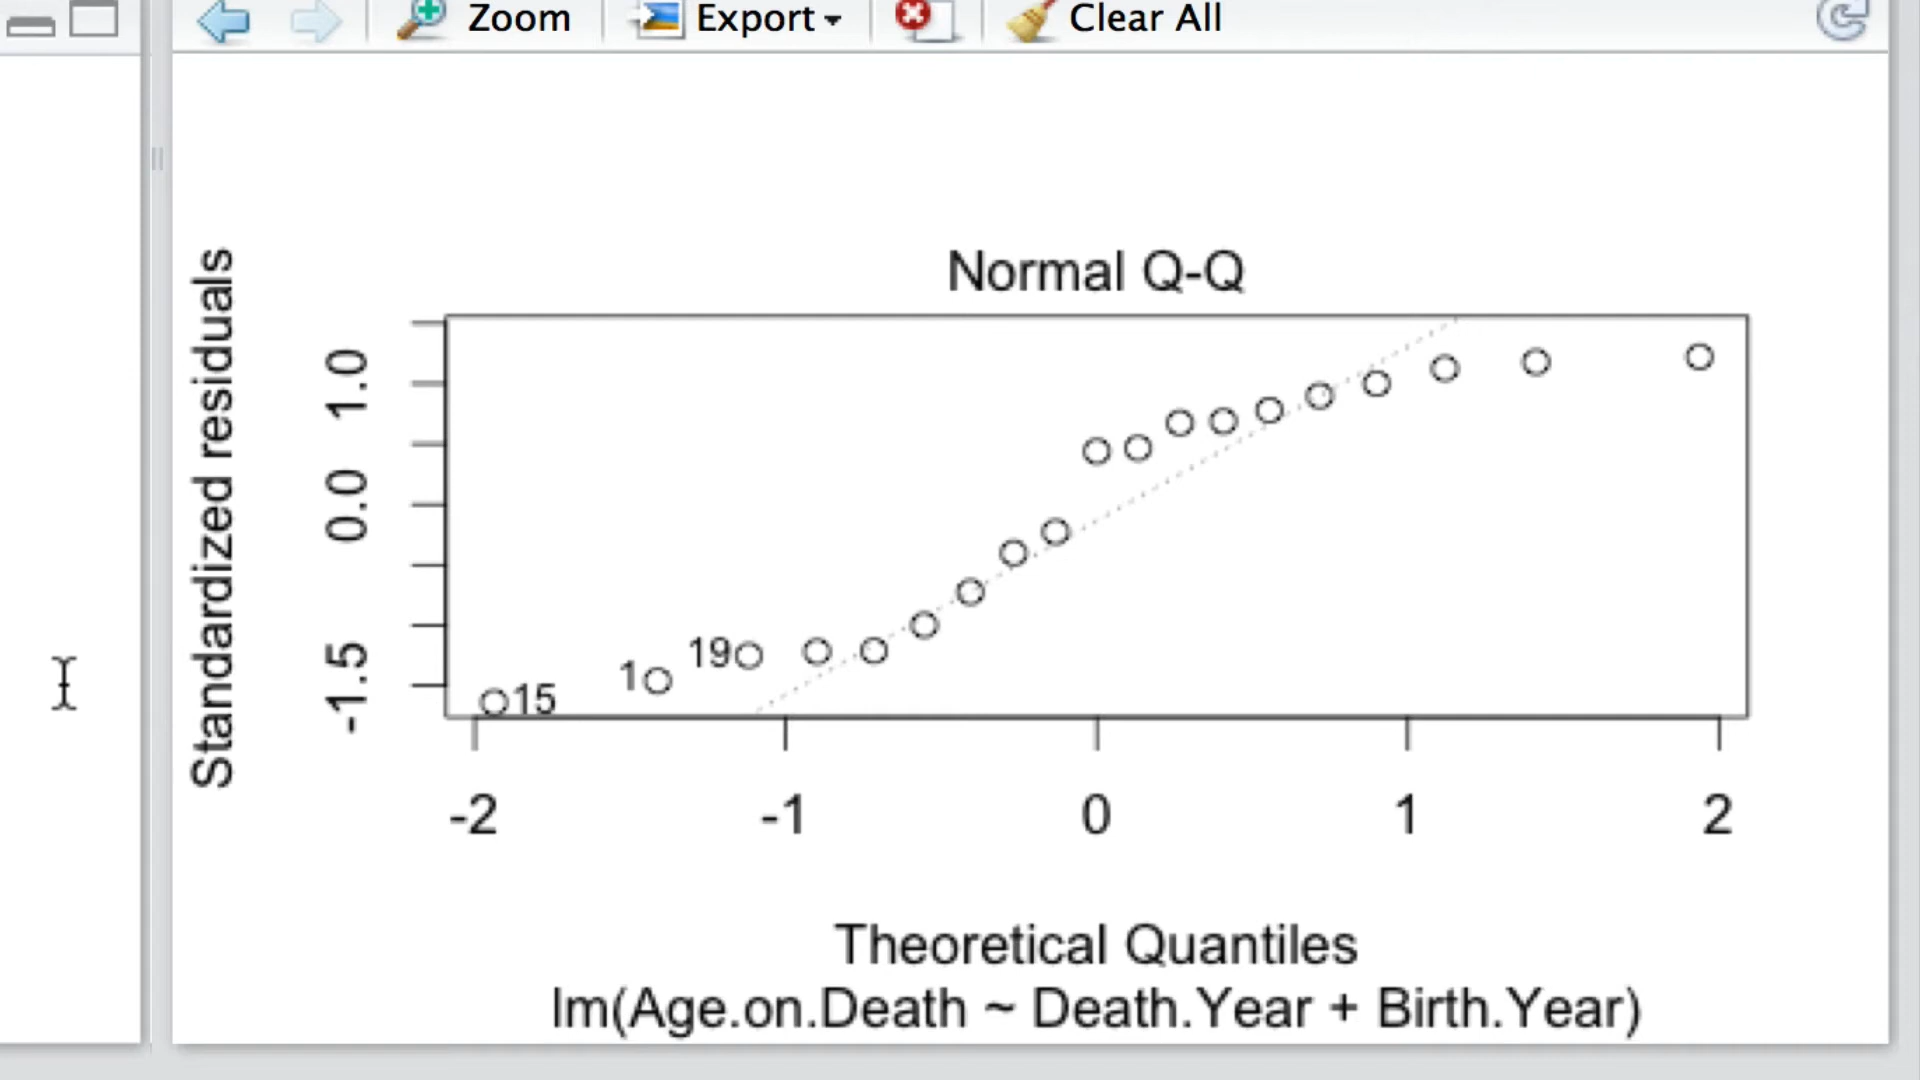 Zoom Export Clear All
Normal Q-Q
Standardized residuals
1.0
0.0
-1.5
19
1
15
-2 -1 0 1 2
Theoretical Quantiles
lm(Age.on.Death ~ Death.Year + Birth.Year)